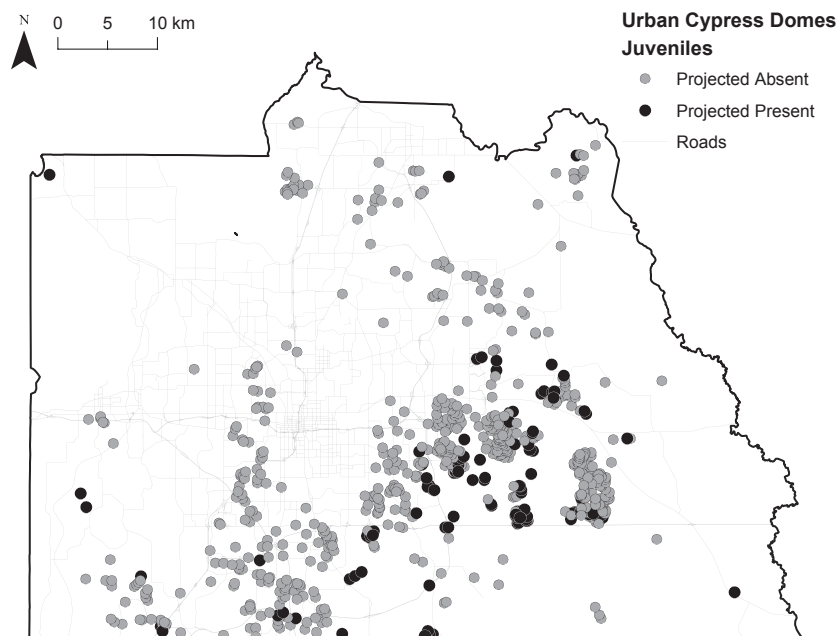 N
0 5 10 km
Urban Cypress Domes
Juveniles
Projected Absent
Projected Present
Roads